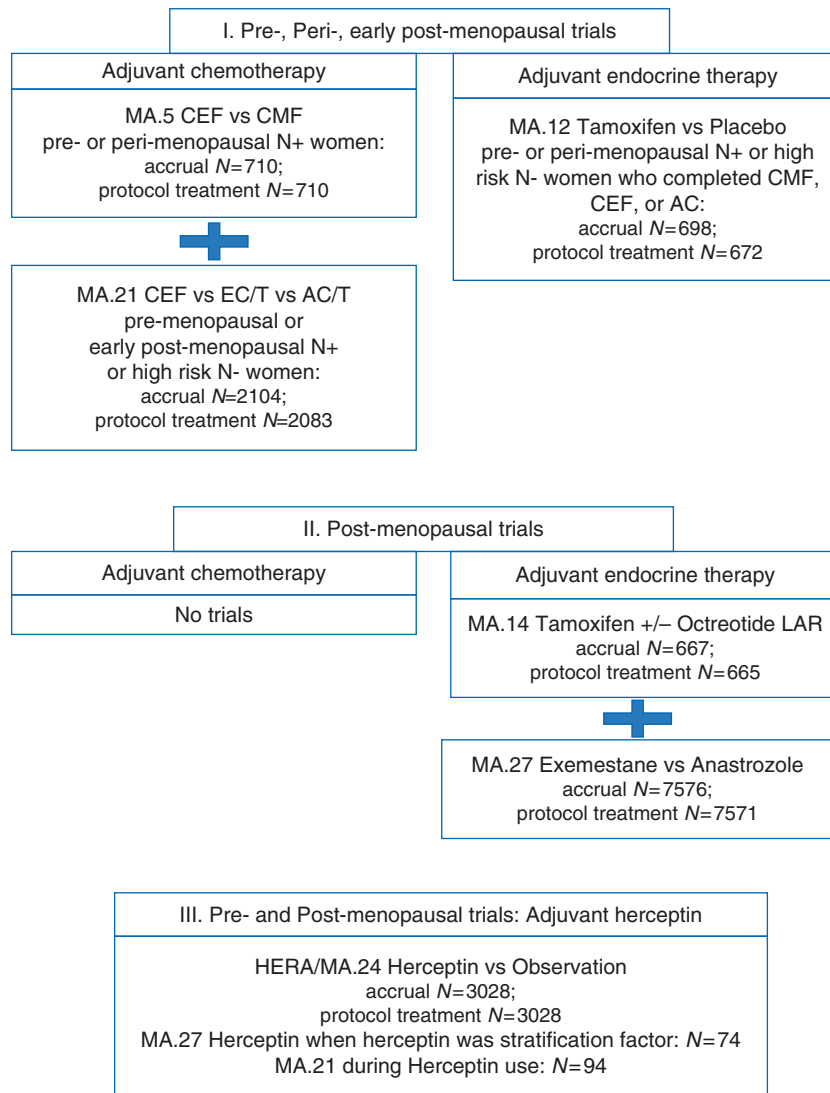 I. Pre-, Peri-, early post-menopausal trials
Adjuvant chemotherapy
MA.5 CEF vs CMF
pre- or peri-menopausal N+ women:
accrual N=710;
protocol treatment N=710
MA.21 CEF vs EC/T vs AC/T
pre-menopausal or
early post-menopausal N+
or high risk N- women:
accrual N=2104;
protocol treatment N=2083
Adjuvant endocrine therapy
MA.12 Tamoxifen vs Placebo
pre- or peri-menopausal N+ or high
risk N- women who completed CMF,
CEF, or AC:
accrual N=698;
protocol treatment N=672
II. Post-menopausal trials
Adjuvant chemotherapy
No trials
Adjuvant endocrine therapy
MA.14 Tamoxifen +/– Octreotide LAR
accrual N=667;
protocol treatment N=665
MA.27 Exemestane vs Anastrozole
accrual N=7576;
protocol treatment N=7571
III. Pre- and Post-menopausal trials: Adjuvant herceptin
HERA/MA.24 Herceptin vs Observation
accrual N=3028;
protocol treatment N=3028
MA.27 Herceptin when herceptin was stratification factor: N=74
MA.21 during Herceptin use: N=94